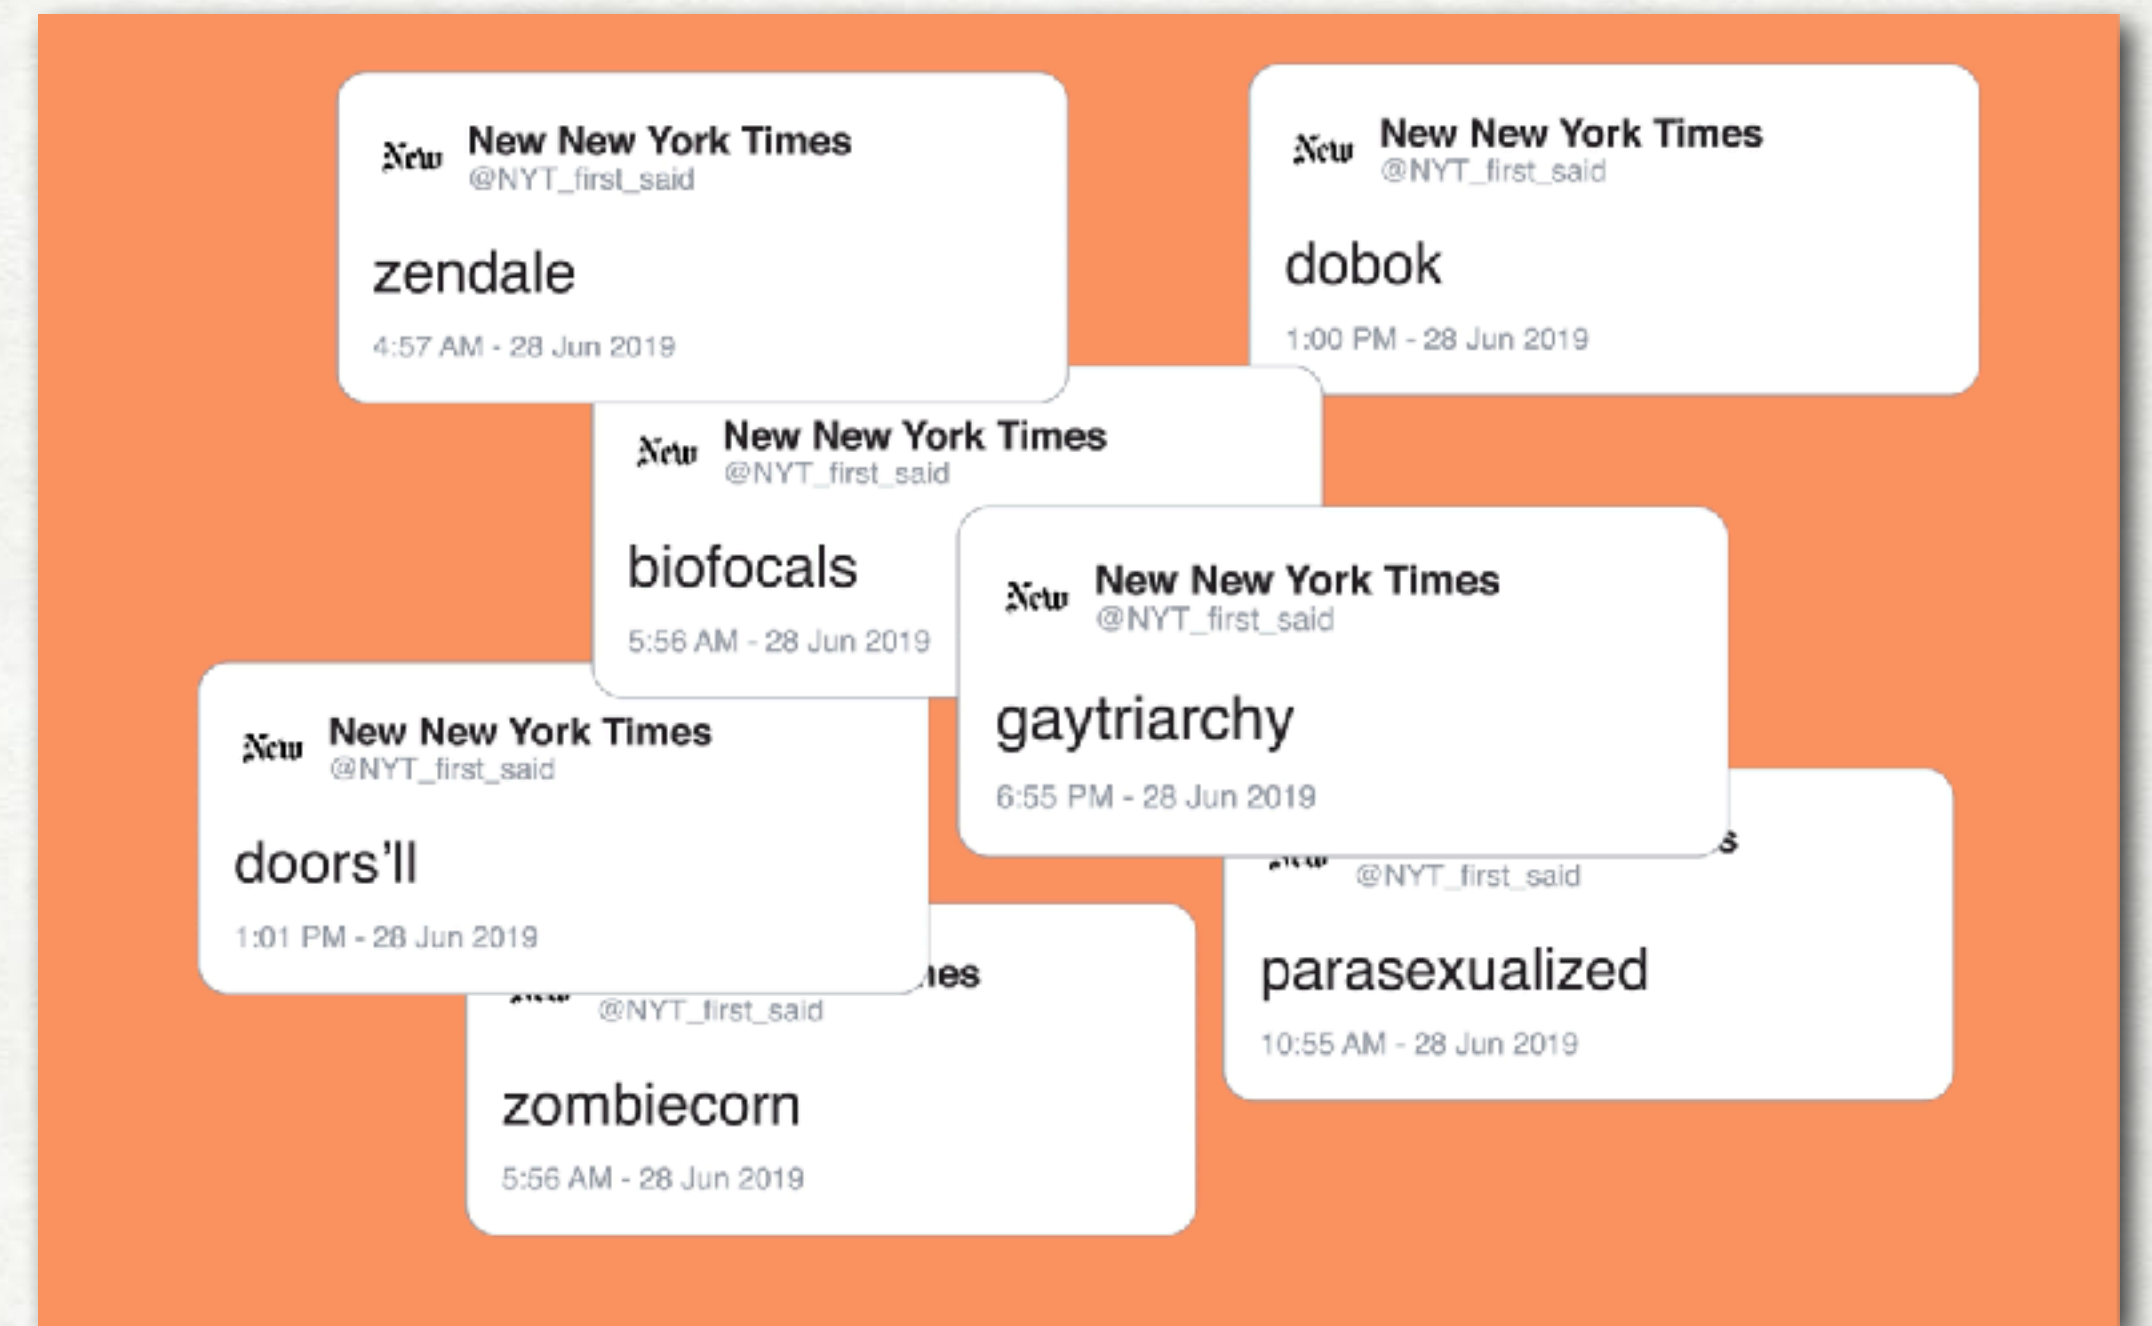 New New New York Times
@NYT_first_said
zendale
4:57 AM - 28 Jun 2019
New New New York Times
@NYT_first_said
dobok
1:00 PM - 28 Jun 2019
New New New York Times
@NYT_first_said
biofocals
5:56 AM - 28 Jun 2019
New New New York Times
@NYT_first_said
gaytriarchy
6:55 PM - 28 Jun 2019
New New New York Times
@NYT_first_said
doors’ll
1:01 PM - 28 Jun 2019
@NYT_first_said
parasexualized
10:55 AM - 28 Jun 2019
@NYT_first_said
zombiecorn
5:56 AM - 28 Jun 2019